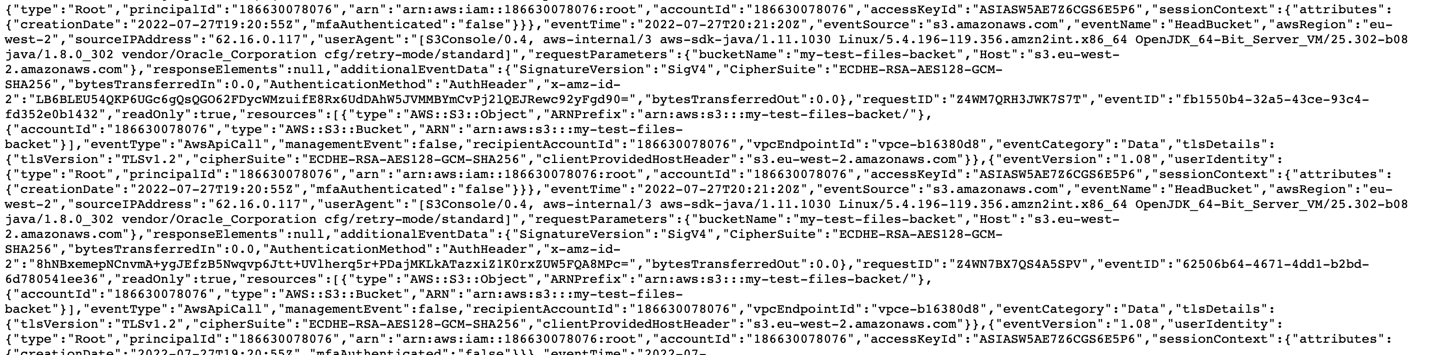 {"type":"Root","principalId":"186630078076","arn":"arn:aws:iam::186630078076:root","accountId":"186630078076","accessKeyId":"ASIASW5AE7Z6CGS6E5P6","sessionContext":{"attributes":
{"creationDate":"2022-07-27T19:20:55Z","mfaAuthenticated":"false"}}},"eventTime":"2022-07-27T20:21:20Z","eventSource":"s3.amazonaws.com","eventName":"HeadBucket","awsRegion":"eu-
west-2","sourceIPAddress":"62.16.0.117","userAgent":"[S3Console/0.4, aws-internal/3 aws-sdk-java/1.11.1030 Linux/5.4.196-119.356.amzn2int.x86_64 OpenJDK_64-Bit_Server_VM/25.302-b08
java/1.8.0_302 vendor/Oracle_Corporation cfg/retry-mode/standard]","requestParameters":{"bucketName":"my-test-files-backet","Host":"s3.eu-west-
2.amazonaws.com"},"responseElements":null,"additionalEventData":{"SignatureVersion":"SigV4","CipherSuite":"ECDHE-RSA-AES128-GCM-
SHA256","bytesTransferredIn":0.0,"AuthenticationMethod":"AuthHeader","x-amz-id-
2":"LB6BLEU54QKP6UGc6gQsQGO62FDycWMzuifE8Rx6UdDAhW5JVMMBYmCvPj2lQEJRewc92yFgd90=","bytesTransferredOut":0.0},"requestID":"Z4WM7QRH3JWK7S7T","eventID":"fb1550b4-32a5-43ce-93c4-
fd352e0b1432","readOnly":true,"resources":[{"type":"AWS::S3::Object","ARNPrefix":"arn:aws:s3:::my-test-files-backet/"},
{"accountId":"186630078076","type":"AWS::S3::Bucket","ARN":"arn:aws:s3:::my-test-files-
backet"}],"eventType":"AwsApiCall","managementEvent":false,"recipientAccountId":"186630078076","vpcEndpointId":"vpce-b16380d8","eventCategory":"Data","tlsDetails":
{"tlsVersion":"TLSv1.2","cipherSuite":"ECDHE-RSA-AES128-GCM-SHA256","clientProvidedHostHeader":"s3.eu-west-2.amazonaws.com"}},{"eventVersion":"1.08","userIdentity":
{"type":"Root","principalId":"186630078076","arn":"arn:aws:iam::186630078076:root","accountId":"186630078076","accessKeyId":"ASIASW5AE7Z6CGS6E5P6","sessionContext":{"attributes":
{"creationDate":"2022-07-27T19:20:55Z","mfaAuthenticated":"false"}}},"eventTime":"2022-07-27T20:21:20Z","eventSource":"s3.amazonaws.com","eventName":"HeadBucket","awsRegion":"eu-
west-2","sourceIPAddress":"62.16.0.117","userAgent":"[S3Console/0.4, aws-internal/3 aws-sdk-java/1.11.1030 Linux/5.4.196-119.356.amzn2int.x86_64 OpenJDK_64-Bit_Server_VM/25.302-b08
java/1.8.0_302 vendor/Oracle_Corporation cfg/retry-mode/standard]","requestParameters":{"bucketName":"my-test-files-backet","Host":"s3.eu-west-
2.amazonaws.com"},"responseElements":null,"additionalEventData":{"SignatureVersion":"SigV4","CipherSuite":"ECDHE-RSA-AES128-GCM-
SHA256","bytesTransferredIn":0.0,"AuthenticationMethod":"AuthHeader","x-amz-id-
2":"8hNBxemepNCnvmA+ygJEfzB5Nwqvp6Jtt+UVlherq5r+PDajMKLkATazxiZ1K0rxZUW5FQA8MPc=","bytesTransferredOut":0.0},"requestID":"Z4WN7BX7QS4A5SPV","eventID":"62506b64-4671-4dd1-b2bd-
6d780541ee36","readOnly":true,"resources":[{"type":"AWS::S3::Object","ARNPrefix":"arn:aws:s3:::my-test-files-backet/"},
{"accountId":"186630078076","type":"AWS::S3::Bucket","ARN":"arn:aws:s3:::my-test-files-
backet"}],"eventType":"AwsApiCall","managementEvent":false,"recipientAccountId":"186630078076","vpcEndpointId":"vpce-b16380d8","eventCategory":"Data","tlsDetails":
{"tlsVersion":"TLSv1.2","cipherSuite":"ECDHE-RSA-AES128-GCM-SHA256","clientProvidedHostHeader":"s3.eu-west-2.amazonaws.com"}},{"eventVersion":"1.08","userIdentity":
{"type":"Root","principalId":"186630078076","arn":"arn:aws:iam::186630078076:root","accountId":"186630078076","accessKeyId":"ASIASW5AE7Z6CGS6E5P6","sessionContext":{"attributes":
{"creationDate":"2022-07-27T19:20:55Z","mfaAuthenticated":"false"}}},"eventTime":"2022-07-